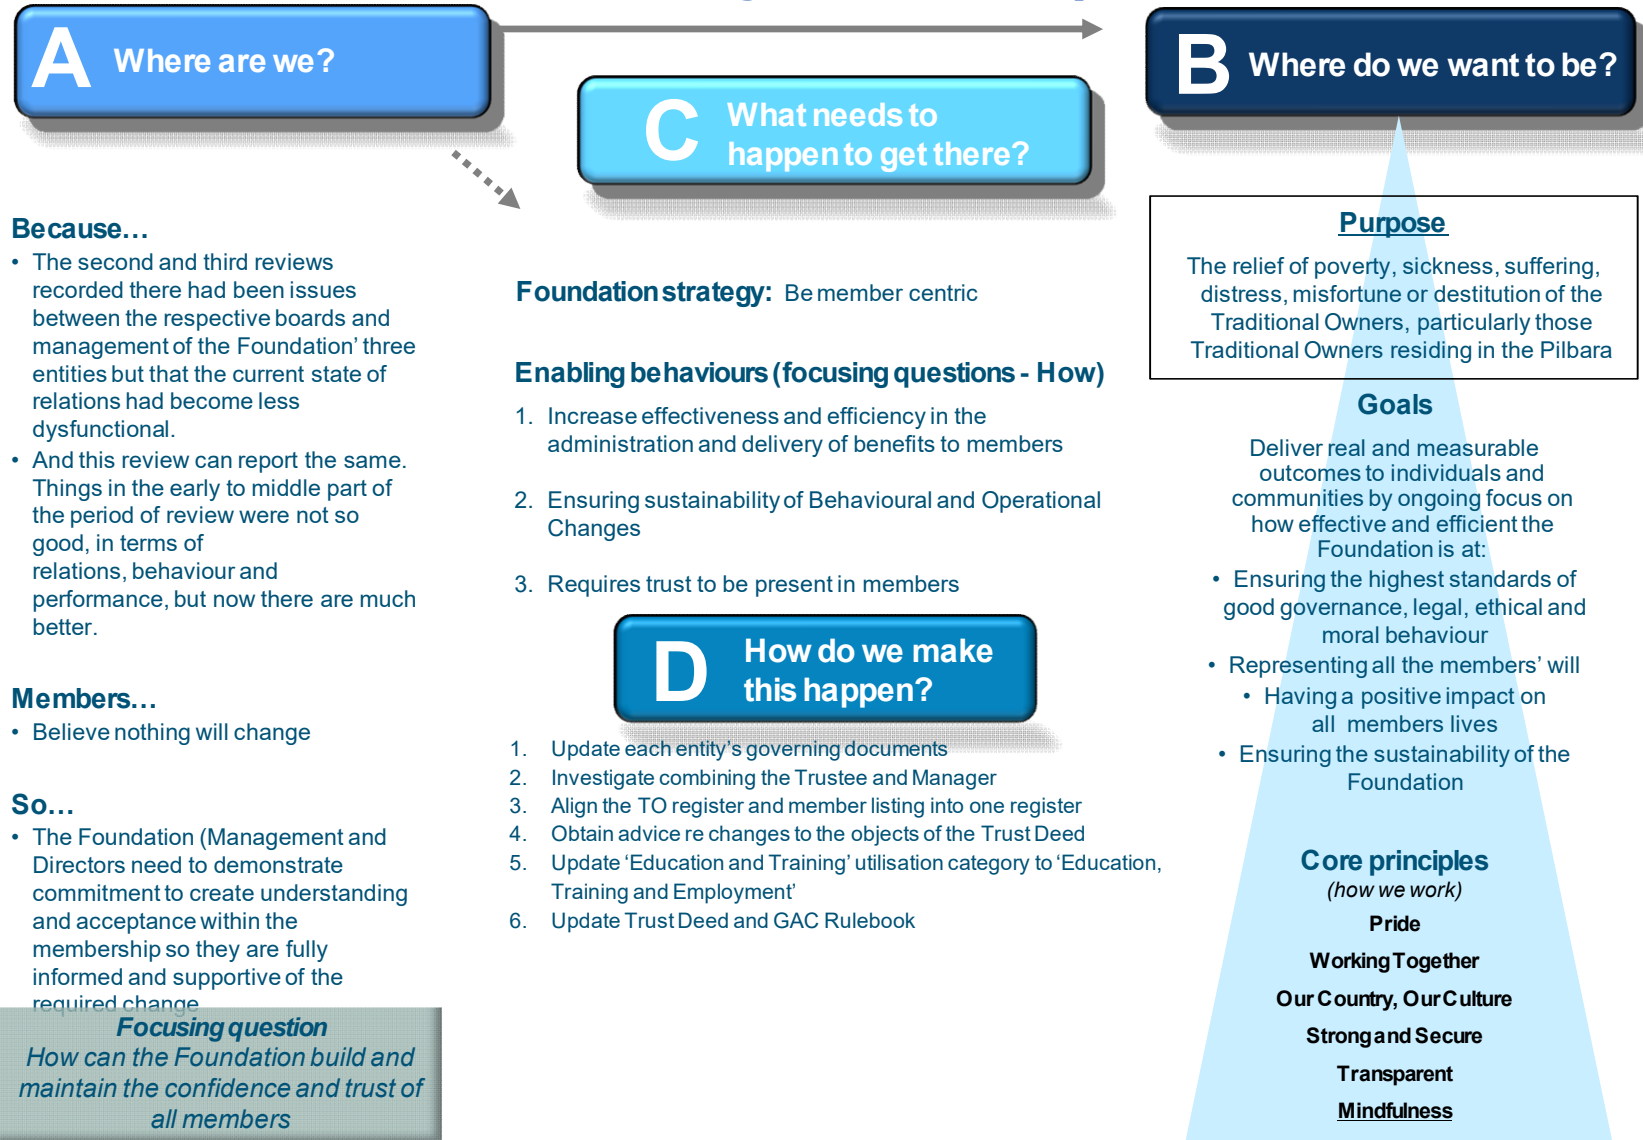 A Where are we?
B Where do we want to be?
C What needs to
happen to get there?
Because...
• The second and third reviews
recorded there had been issues
between the respective boards and
management of the Foundation' three
entities but that the current state of
relations had become less
dysfunctional.
• And this review can report the same.
Things in the early to middle part of
the period of review were not so
good, in terms of
relations, behaviour and
performance, but now there are much
better.
Members...
• Believe nothing will change
So...
• The Foundation (Management and
Directors need to demonstrate
commitment to create understanding
and acceptance within the
membership so they are fully
informed and supportive of the
required change
Focusing question
How can the Foundation build and
maintain the confidence and trust of
all members
Foundation strategy: Be member centric
Enabling behaviours (focusing questions - How)
1. Increase effectiveness and efficiency in the
administration and delivery of benefits to members
2. Ensuring sustainability of Behavioural and Operational
Changes
3. Requires trust to be present in members
D How do we make
this happen?
1. Update each entity's governing documents
2. Investigate combining the Trustee and Manager
3. Align the TO register and member listing into one register
4. Obtain advice re changes to the objects of the Trust Deed
5. Update 'Education and Training' utilisation category to 'Education,
Training and Employment'
6. Update Trust Deed and GAC Rulebook
Purpose
The relief of poverty, sickness, suffering,
distress, misfortune or destitution of the
Traditional Owners, particularly those
Traditional Owners residing in the Pilbara
Goals
Deliver real and measurable
outcomes to individuals and
communities by ongoing focus on
how effective and efficient the
Foundation is at:
• Ensuring the highest standards of
good governance, legal, ethical and
moral behaviour
• Representing all the members' will
• Having a positive impact on
all members lives
• Ensuring the sustainability of the
Foundation
Core principles
(how we work)
Pride
Working Together
Our Country, Our Culture
Strong and Secure
Transparent
Mindfulness